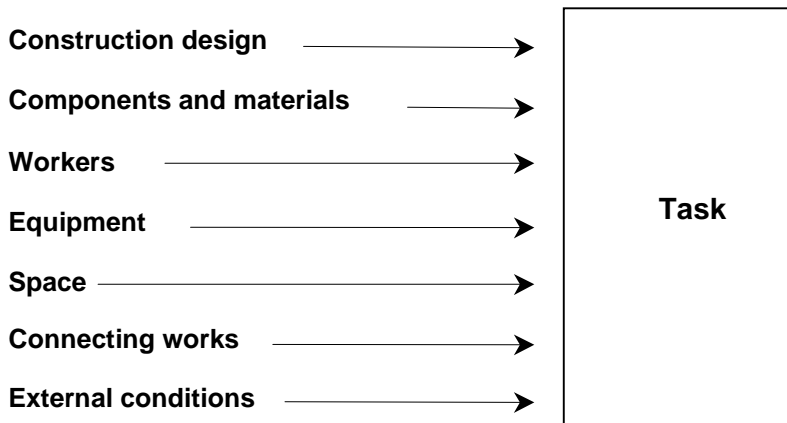 Construction design
Components and materials
Workers
Equipment
Space
Connecting works
External conditions
Task